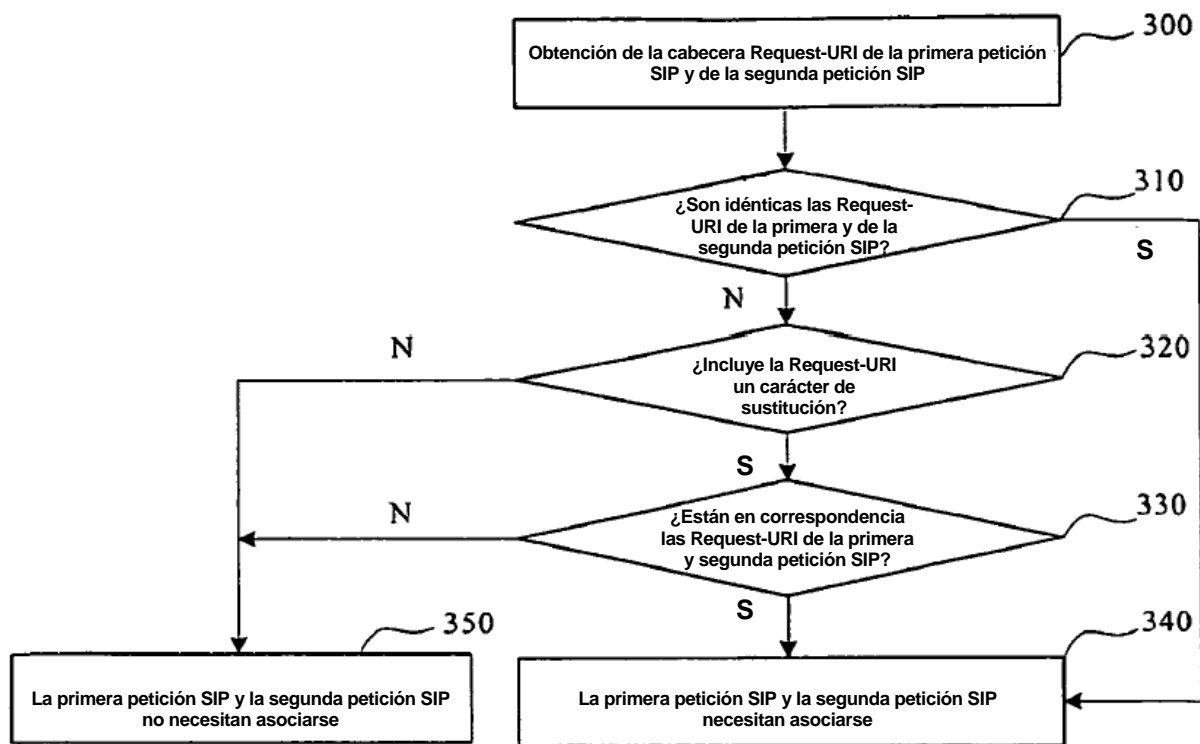 300
Obtención de la cabecera Request-URI de la primera petición
SIP y de la segunda petición SIP
310
¿Son idénticas las Request-
URI de la primera y de la
segunda petición SIP?
S
N
N
320
¿Incluye la Request-URI
un carácter de
sustitución?
S
N
330
¿Están en correspondencia
las Request-URI de la primera
y segunda petición SIP?
S
350
340
La primera petición SIP y la segunda petición SIP
no necesitan asociarse
La primera petición SIP y la segunda petición SIP
necesitan asociarse